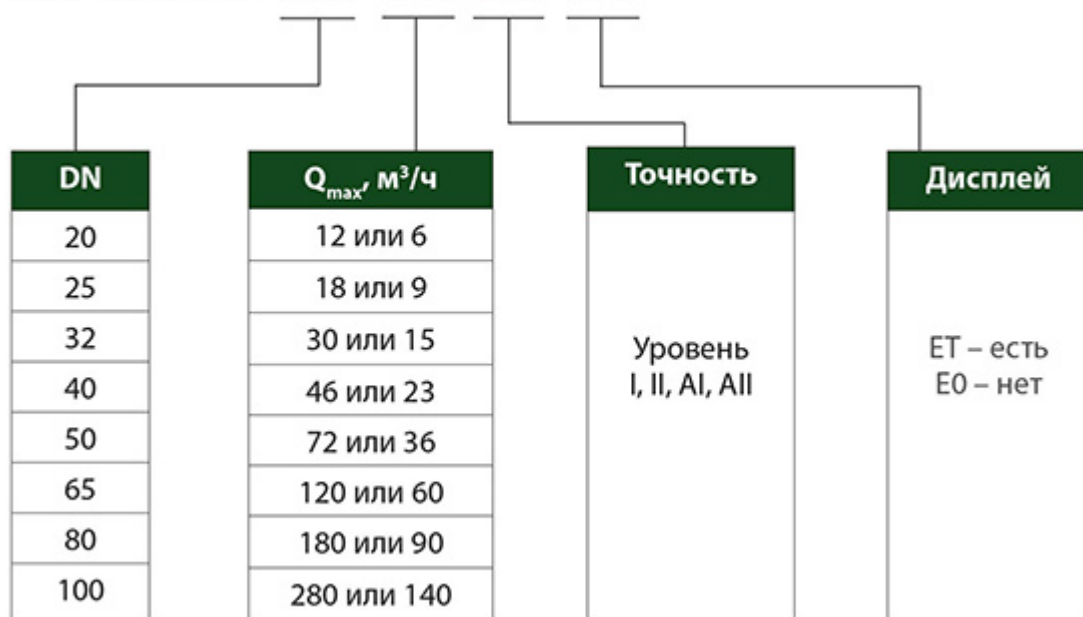 DN
Qmax, м³/ч
Точность
Дисплей
20
12 или 6
25
18 или 9
32
30 или 15
Уровень
I, II, AI, AII
ЕТ – есть
Е0 – нет
40
46 или 23
50
72 или 36
65
120 или 60
80
180 или 90
100
280 или 140